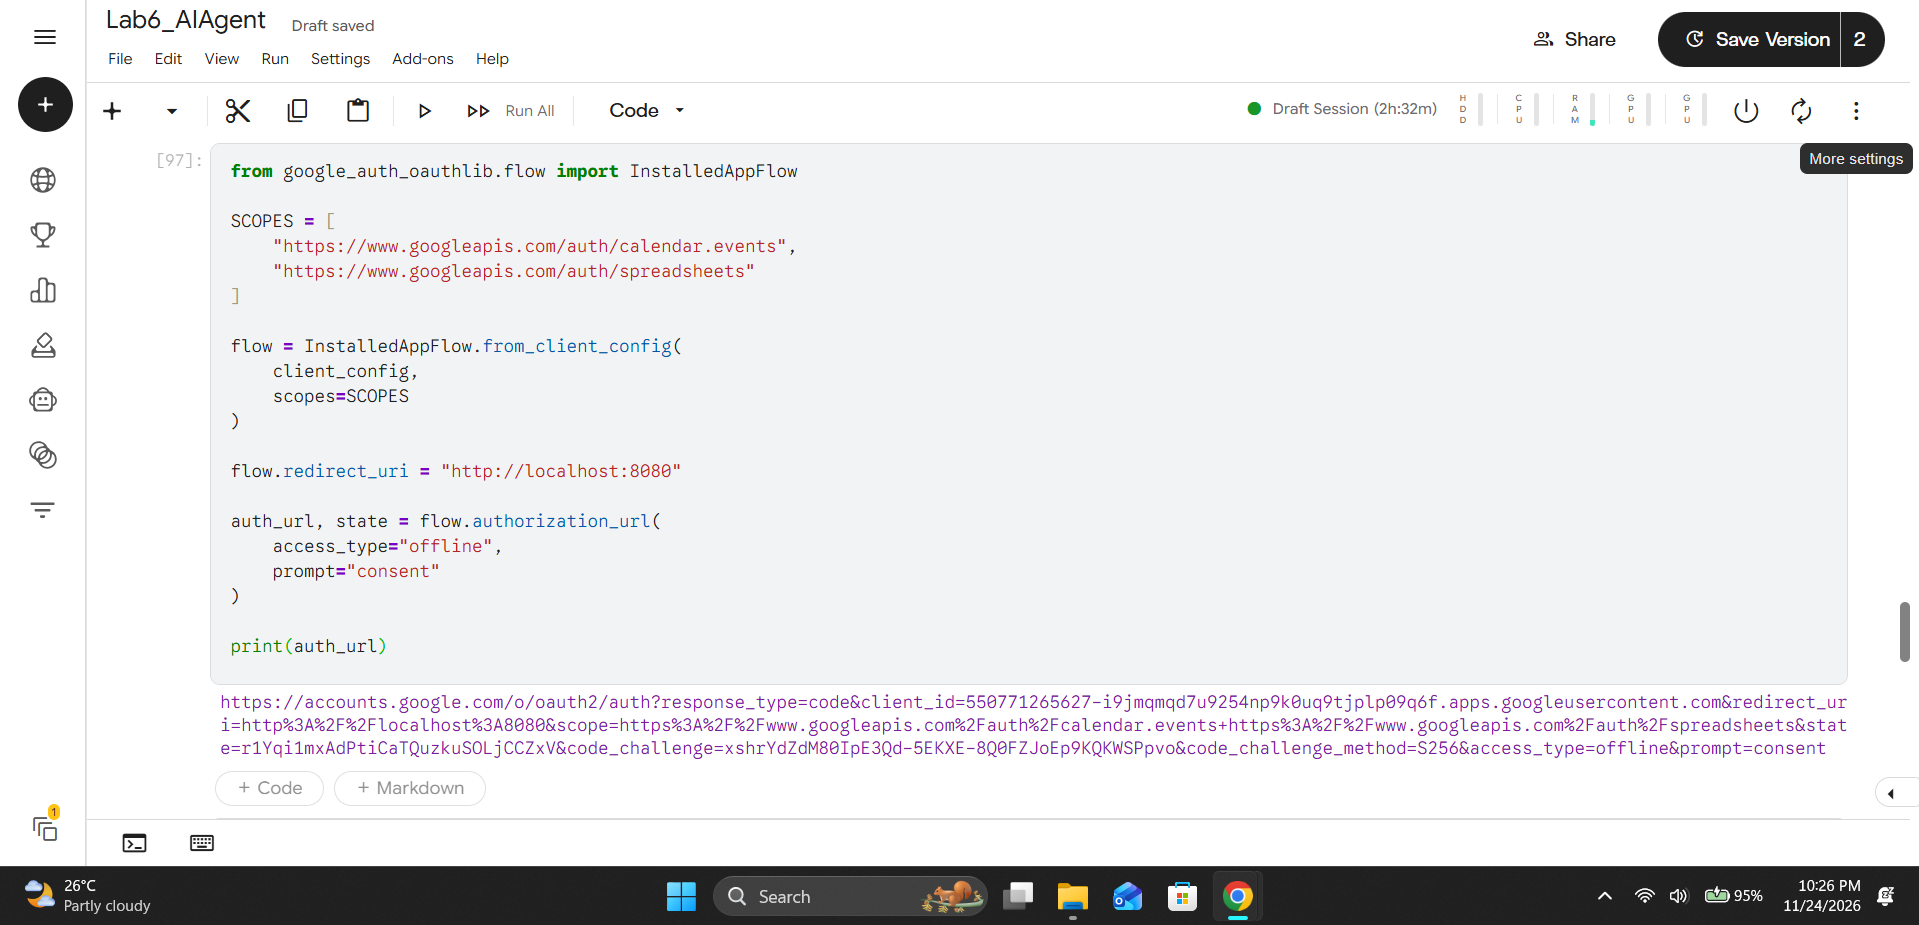 Lab6_AIAgent
Draft saved
File Edit View Run Settings Add-ons Help
Share
Save Version
2
Run All
Code
Draft Session (2h:32m)
HDD
CPU
RAM
GPU
GPU
More settings
[97]:
from google_auth_oauthlib.flow import InstalledAppFlow
SCOPES = [
"https://www.googleapis.com/auth/calendar.events",
"https://www.googleapis.com/auth/spreadsheets"
]
flow = InstalledAppFlow.from_client_config(
client_config,
scopes=SCOPES
)
flow.redirect_uri = "http://localhost:8080"
auth_url, state = flow.authorization_url(
access_type="offline",
prompt="consent"
)
print(auth_url)
https://accounts.google.com/o/oauth2/auth?response_type=code&client_id=550771265627-i9jmqmqd7u9254np9k0uq9tjplp09q6f.apps.googleusercontent.com&redirect_ur
i=http%3A%2F%2Flocalhost%3A8080&scope=https%3A%2F%2Fwww.googleapis.com%2Fauth%2Fcalendar.events+https%3A%2F%2Fwww.googleapis.com%2Fauth%2Fspreadsheets&stat
e=r1Yqi1mxAdPtiCaTQuzkuSOLjCCZxV&code_challenge=xshrYdZdM80IpE3Qd-5EKXE-8Q0FZJoEp9KQKWSPpvo&code_challenge_method=S256&access_type=offline&prompt=consent
+ Code
+ Markdown
1
26°C
Partly cloudy
Search
95%
10:26 PM
11/24/2026